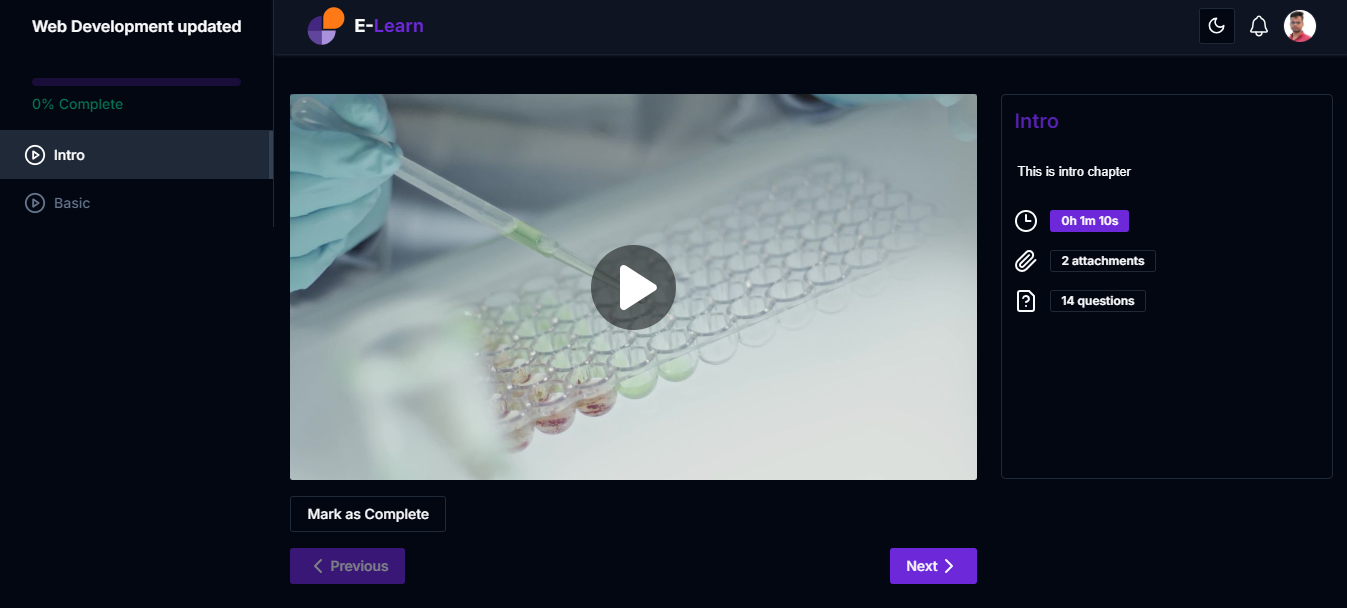 Web Development updated
0% Complete
Intro
Basic
E-Learn
Intro
This is intro chapter
0h 1m 10s
2 attachments
14 questions
Mark as Complete
Previous
Next